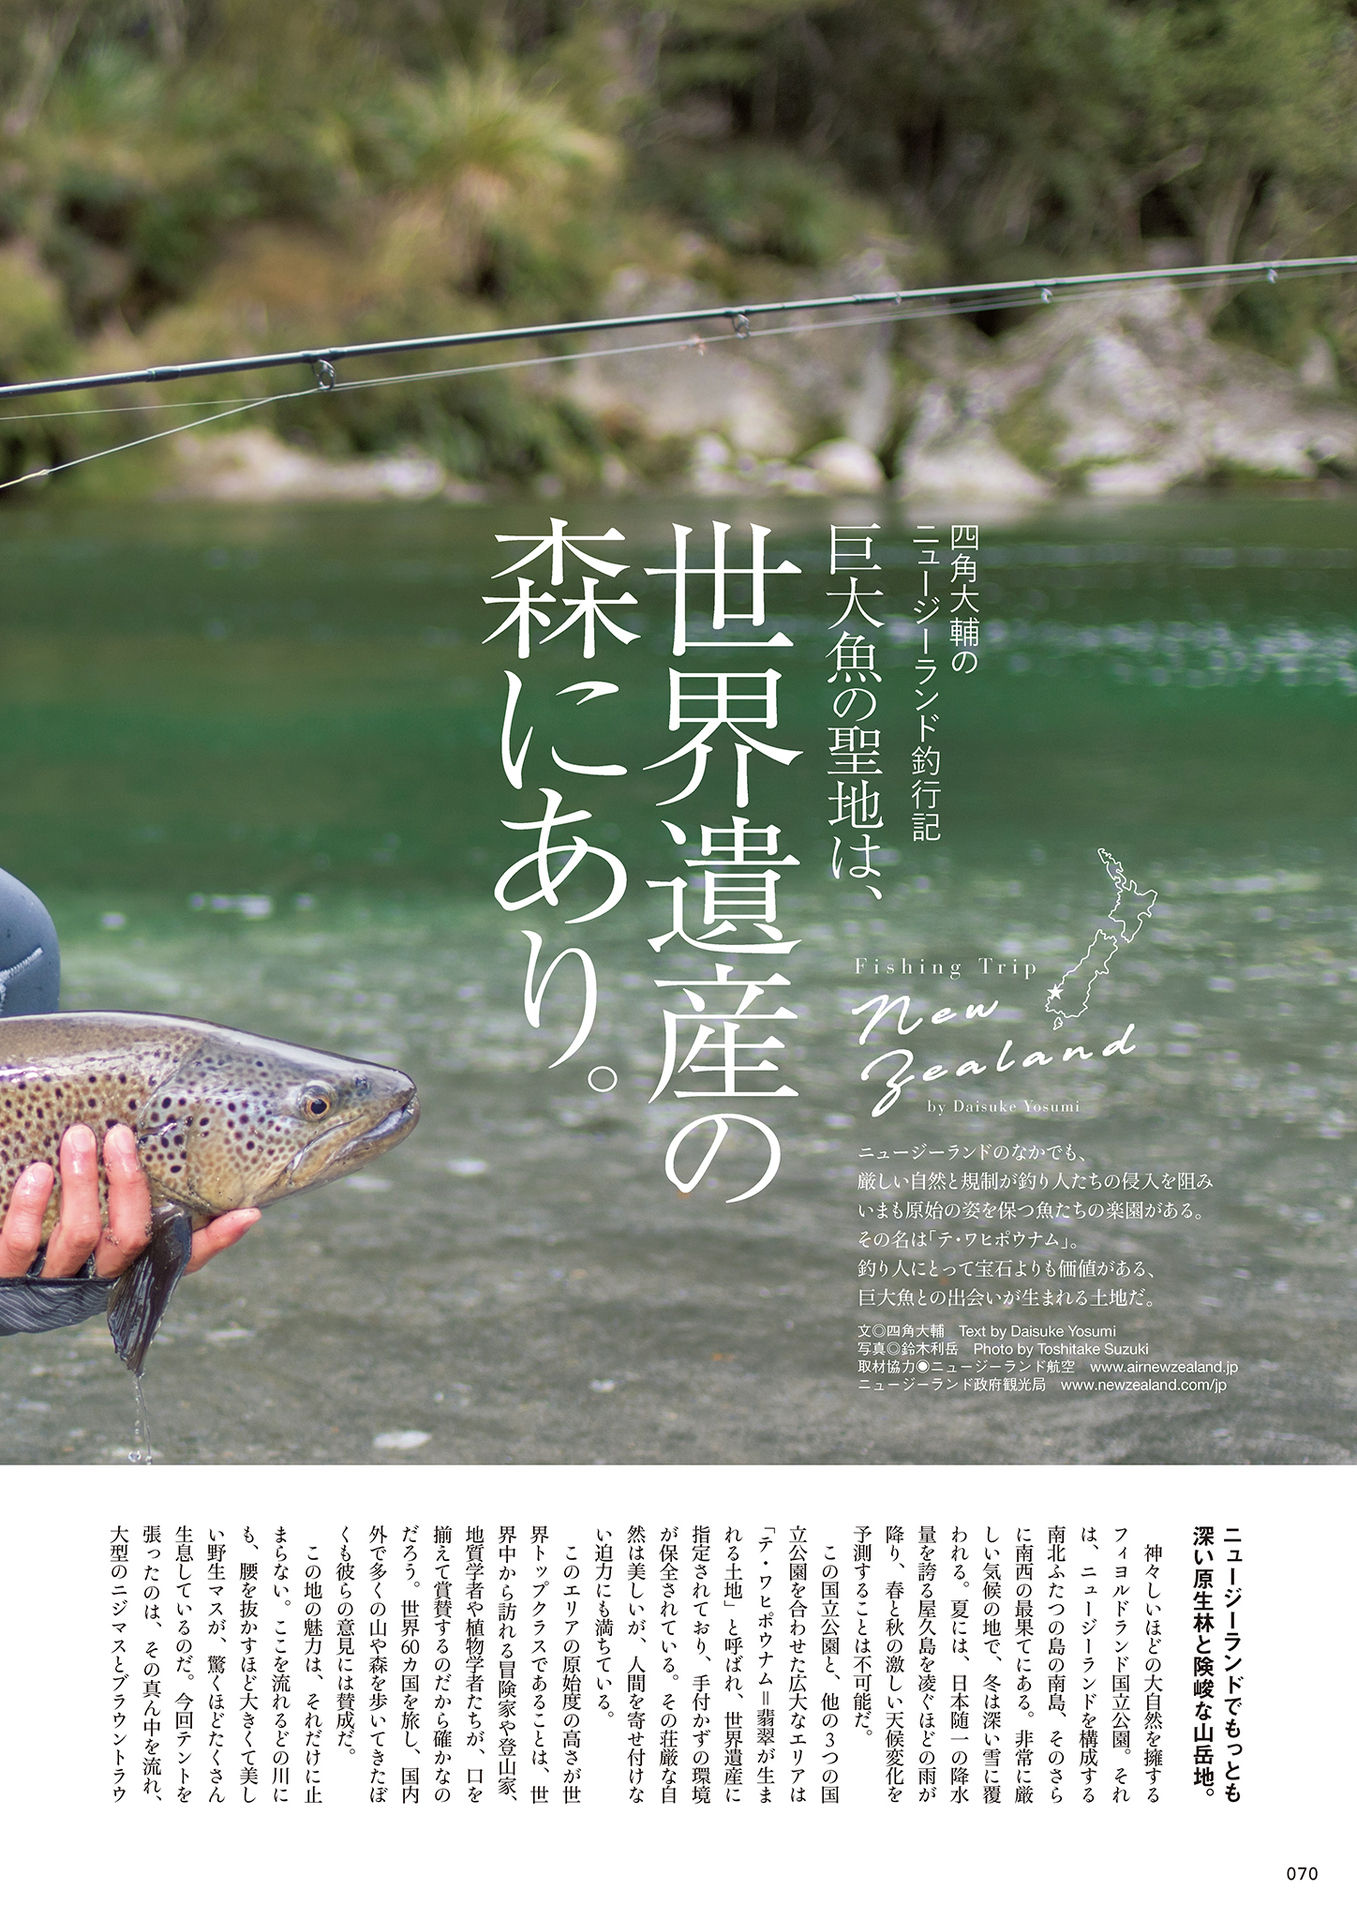 四角大輔の
ニュージーランド釣行記
巨大魚の聖地は、
世界遺産の
森にあり。
Fishing Trip
New
Zealand
by Daisuke Yosumi
ニュージーランドのなかでも、
厳しい自然と規制が釣り人たちの侵入を阻み
いまも原始の姿を保つ魚たちの楽園がある。
その名は「テ・ワヒポウナム」。
釣り人にとって宝石よりも価値がある、
巨大魚との出会いが生まれる土地だ。
文◎四角大輔　Text by Daisuke Yosumi
写真◎鈴木利岳　Photo by Toshitake Suzuki
取材協力◉ニュージーランド航空　www.airnewzealand.jp
ニュージーランド政府観光局　www.newzealand.com/jp
ニュージーランドでもっとも
深い原生林と険峻な山岳地。
神々しいほどの大自然を擁する
フィヨルドランド国立公園。それ
は、ニュージーランドを構成する
南北ふたつの島の南島、そのさら
に南西の最果てにある。非常に厳
しい気候の地で、冬は深い雪に覆
われる。夏には、日本随一の降水
量を誇る屋久島を凌ぐほどの雨が
降り、春と秋の激しい天候変化を
予測することは不可能だ。
この国立公園と、他の3つの国
立公園を合わせた広大なエリアは
「テ・ワヒポウナム＝翡翠が生ま
れる土地」と呼ばれ、世界遺産に
指定されており、手付かずの環境
が保全されている。その荘厳な自
然は美しいが、人間を寄せ付けな
い迫力にも満ちている。
このエリアの原始度の高さが世
界トップクラスであることは、世
界中から訪れる冒険家や登山家、
地質学者や植物学者たちが、口を
揃えて賞賛するのだから確かなの
だろう。世界60カ国を旅し、国内
外で多くの山や森を歩いてきたぼ
くも彼らの意見には賛成だ。
この地の魅力は、それだけに止
まらない。ここを流れるどの川に
も、腰を抜かすほど大きくて美し
い野生マスが、驚くほどたくさん
生息しているのだ。今回テントを
張ったのは、その真ん中を流れ、
大型のニジマスとブラウントラウ
070